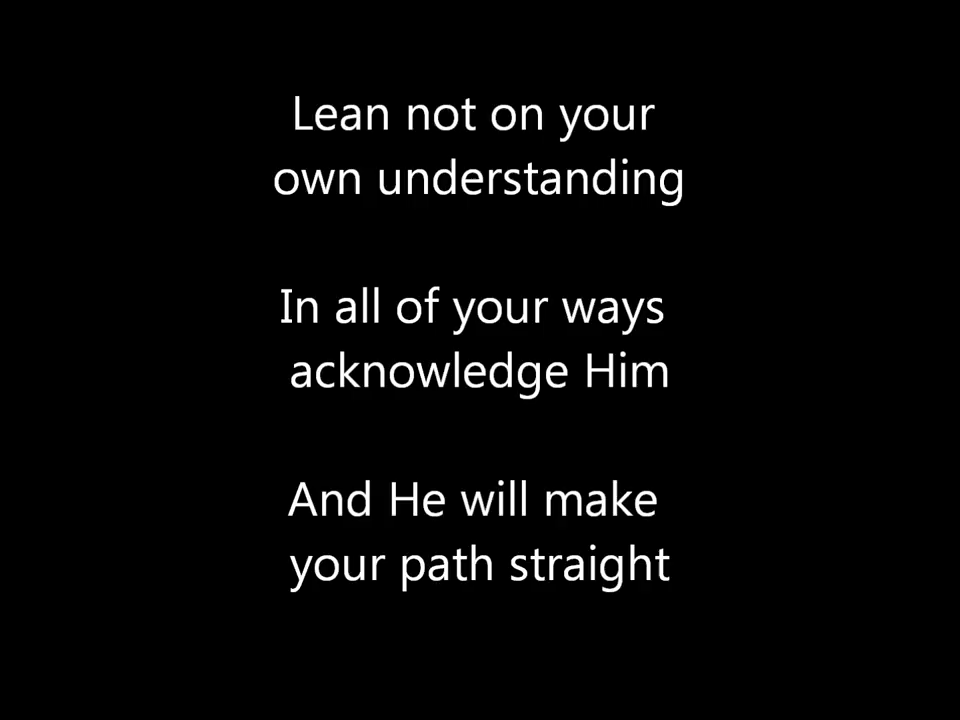 Lean not on your
own understanding
In all of your ways
acknowledge Him
And He will make
your path straight